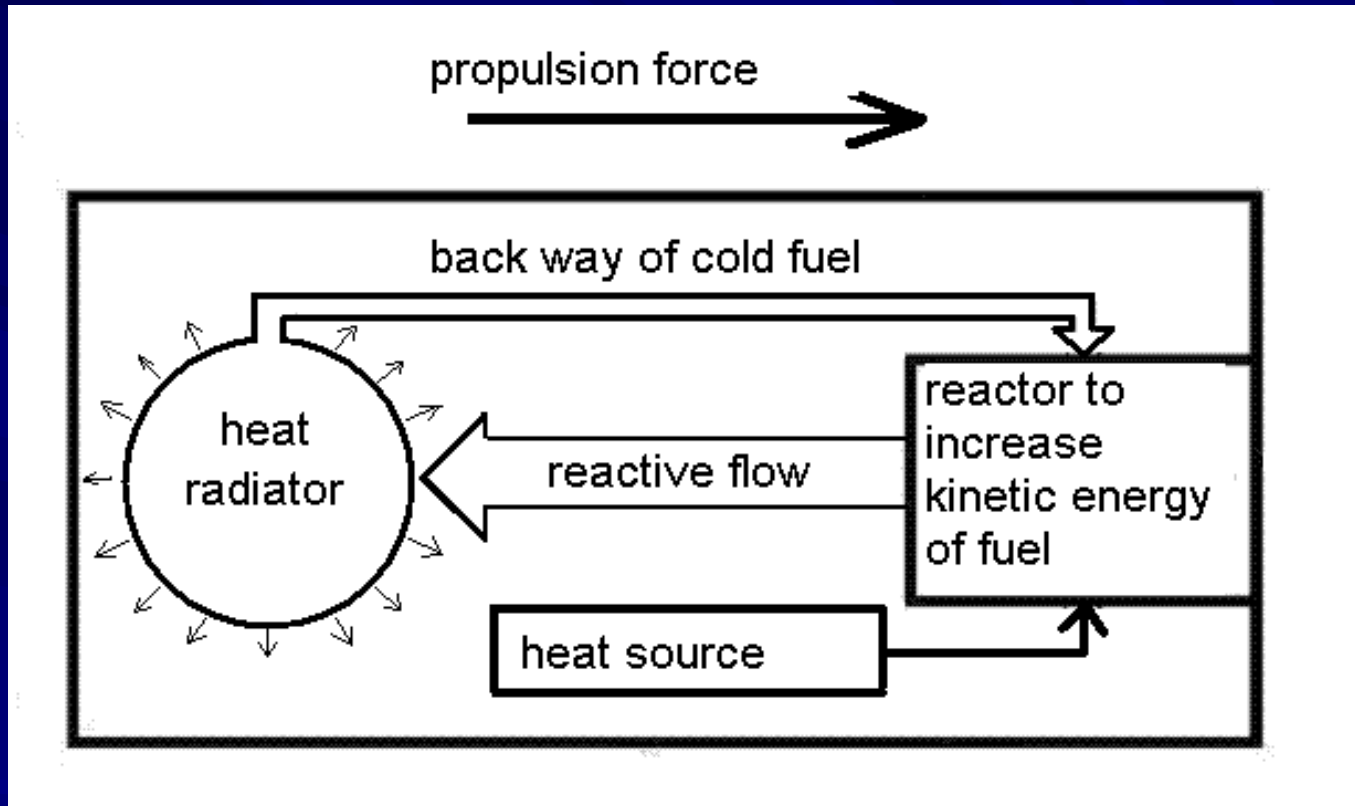 propulsion force
back way of cold fuel
heat
radiator
reactive flow
reactor to
increase
kinetic energy
of fuel
heat source